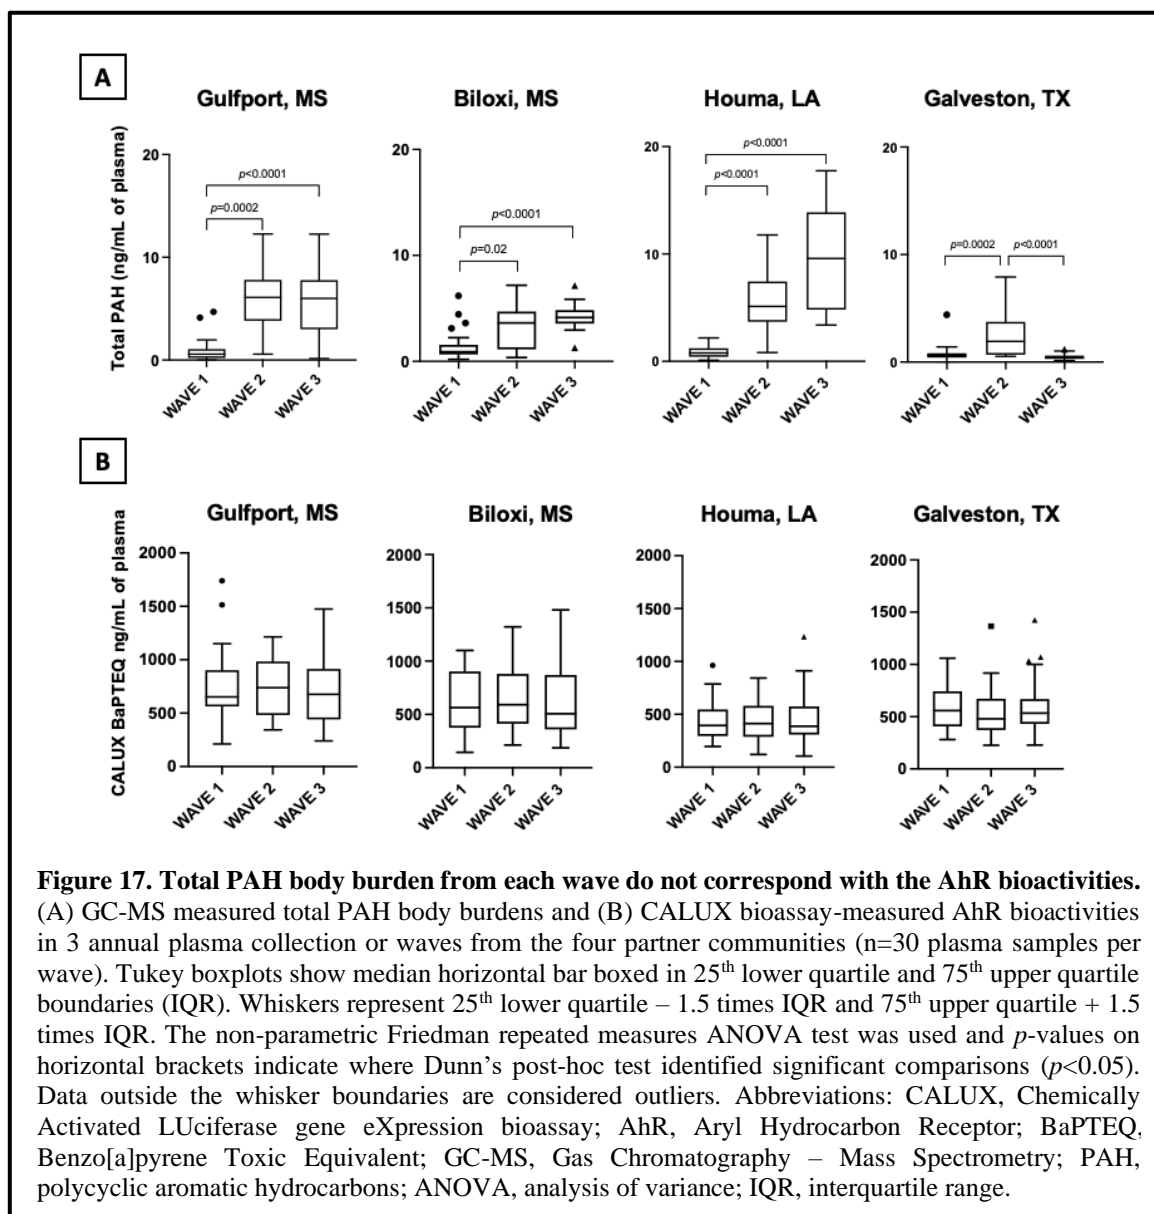 A
Gulfport, MS
Biloxi, MS
Houma, LA
Galveston, TX
Total PAH (ng/mL of plasma)
20
10
0
p<0.0001
p=0.0002
WAVE 1
WAVE 2
WAVE 3
20
10
0
p<0.0001
p=0.02
WAVE 1
WAVE 2
WAVE 3
20
10
0
p<0.0001
p<0.0001
WAVE 1
WAVE 2
WAVE 3
20
10
0
p=0.0002
p<0.0001
WAVE 1
WAVE 2
WAVE 3
B
Gulfport, MS
Biloxi, MS
Houma, LA
Galveston, TX
CALUX BaPTEQ ng/mL of plasma
2000
1500
1000
500
0
WAVE 1
WAVE 2
WAVE 3
2000
1500
1000
500
0
WAVE 1
WAVE 2
WAVE 3
2000
1500
1000
500
0
WAVE 1
WAVE 2
WAVE 3
2000
1500
1000
500
0
WAVE 1
WAVE 2
WAVE 3
Figure 17. Total PAH body burden from each wave do not correspond with the AhR bioactivities.
(A) GC-MS measured total PAH body burdens and (B) CALUX bioassay-measured AhR bioactivities
in 3 annual plasma collection or waves from the four partner communities (n=30 plasma samples per
wave). Tukey boxplots show median horizontal bar boxed in 25th lower quartile and 75th upper quartile
boundaries (IQR). Whiskers represent 25th lower quartile – 1.5 times IQR and 75th upper quartile + 1.5
times IQR. The non-parametric Friedman repeated measures ANOVA test was used and p-values on
horizontal brackets indicate where Dunn's post-hoc test identified significant comparisons (p<0.05).
Data outside the whisker boundaries are considered outliers. Abbreviations: CALUX, Chemically
Activated LUciferase gene eXpression bioassay; AhR, Aryl Hydrocarbon Receptor; BaPTEQ,
Benzo[a]pyrene Toxic Equivalent; GC-MS, Gas Chromatography – Mass Spectrometry; PAH,
polycyclic aromatic hydrocarbons; ANOVA, analysis of variance; IQR, interquartile range.